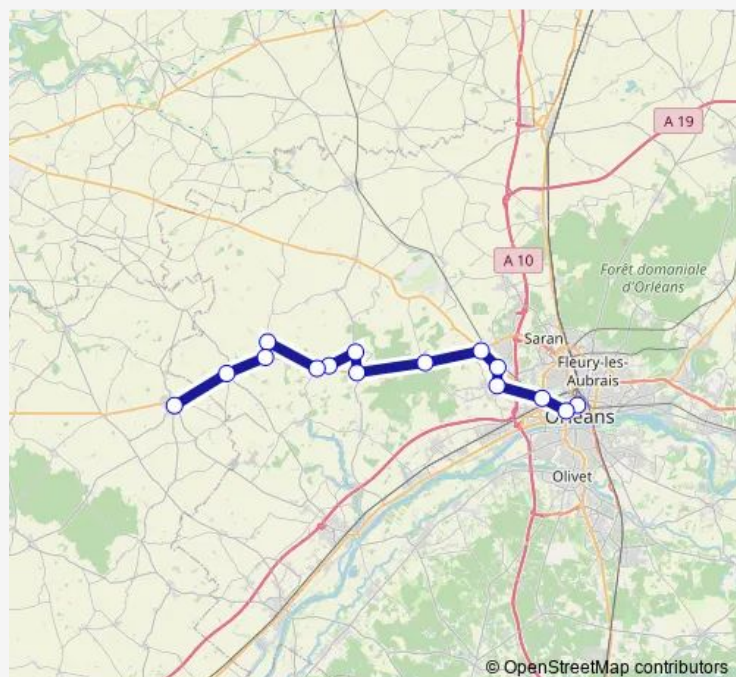 A 19
A 10
Forêt domaniale
d'Orléans
Saran
Fleury-les-
Aubrais
Orléans
Olivet
© OpenStreetMap contributors